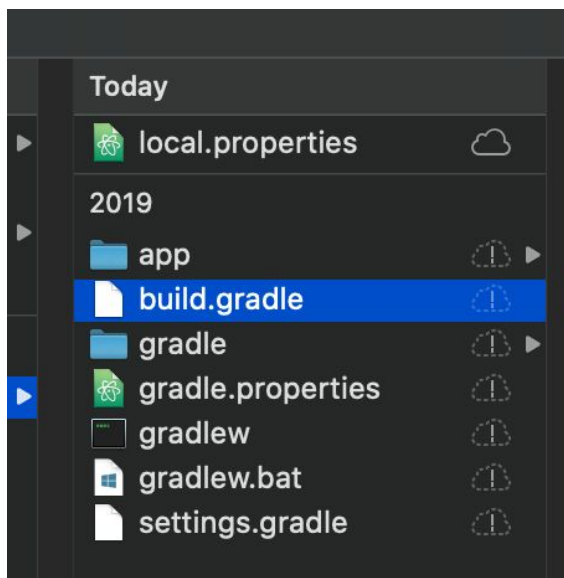 Today
local.properties
2019
app
build.gradle
gradle
gradle.properties
gradlew
gradlew.bat
settings.gradle